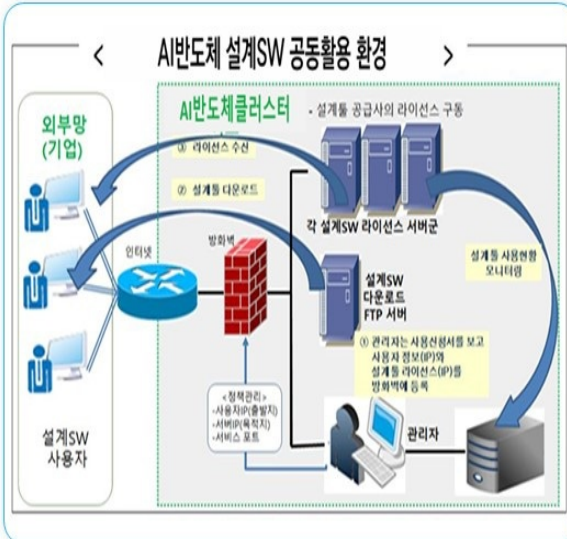 < AI반도체 설계SW 공동활용 환경 >
외부망
(기업)
AI반도체클러스터
- 설계툴 공급사의 라이선스 구동
③ 라이선스 수신
② 설계툴 다운로드
각 설계SW 라이선스 서버군
인터넷
방화벽
설계툴 사용현황
모니터링
설계SW
다운로드
FTP 서버
① 관리자는 사용신청서를 보고
사용자 정보(IP)와
설계툴 라이선스(IP)를
방화벽에 등록
<정책관리>
-사용자IP(출발지)
-서버IP(목적지)
-서비스 포트
관리자
설계SW
사용자